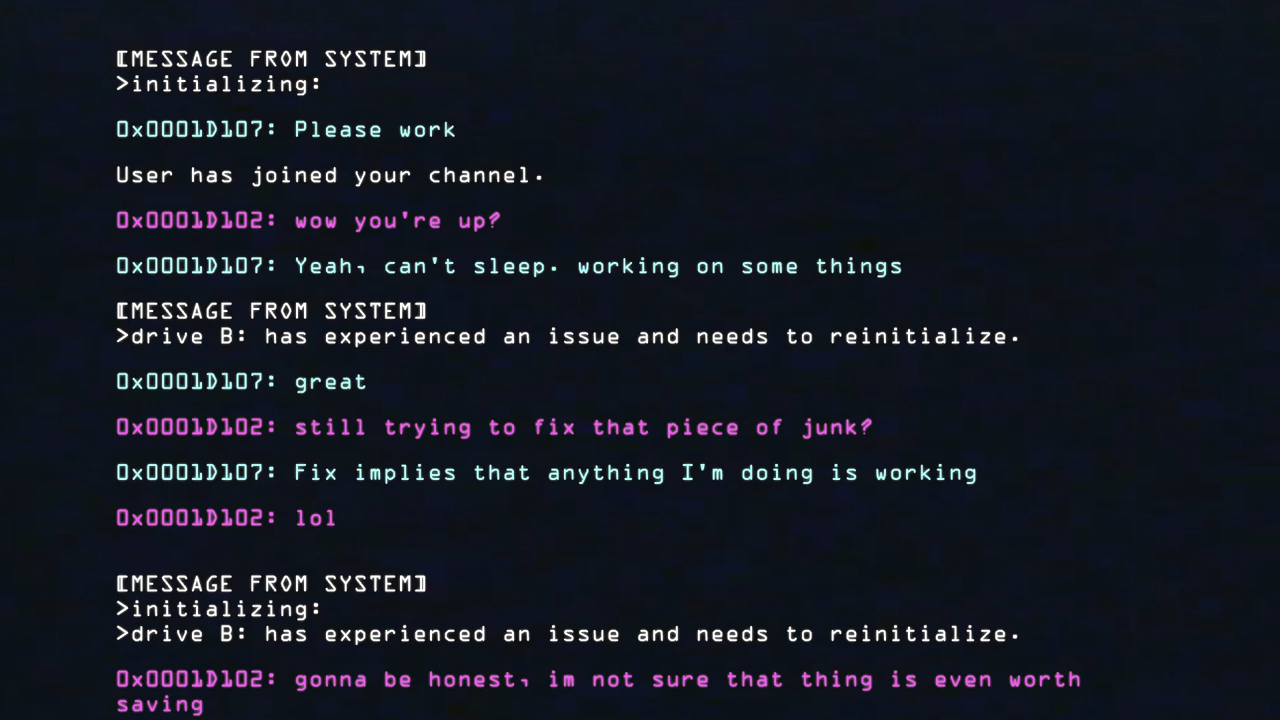 [MESSAGE FROM SYSTEM]
>initializing:
0x0001D107: Please work
User has joined your channel.
0x0001D102: wow you're up?
0x0001D107: Yeah, can't sleep. working on some things
[MESSAGE FROM SYSTEM]
>drive B: has experienced an issue and needs to reinitialize.
0x0001D107: great
0x0001D102: still trying to fix that piece of junk?
0x0001D107: Fix implies that anything I'm doing is working
0x0001D102: lol
[MESSAGE FROM SYSTEM]
>initializing:
>drive B: has experienced an issue and needs to reinitialize.
0x0001D102: gonna be honest, im not sure that thing is even worth
saving